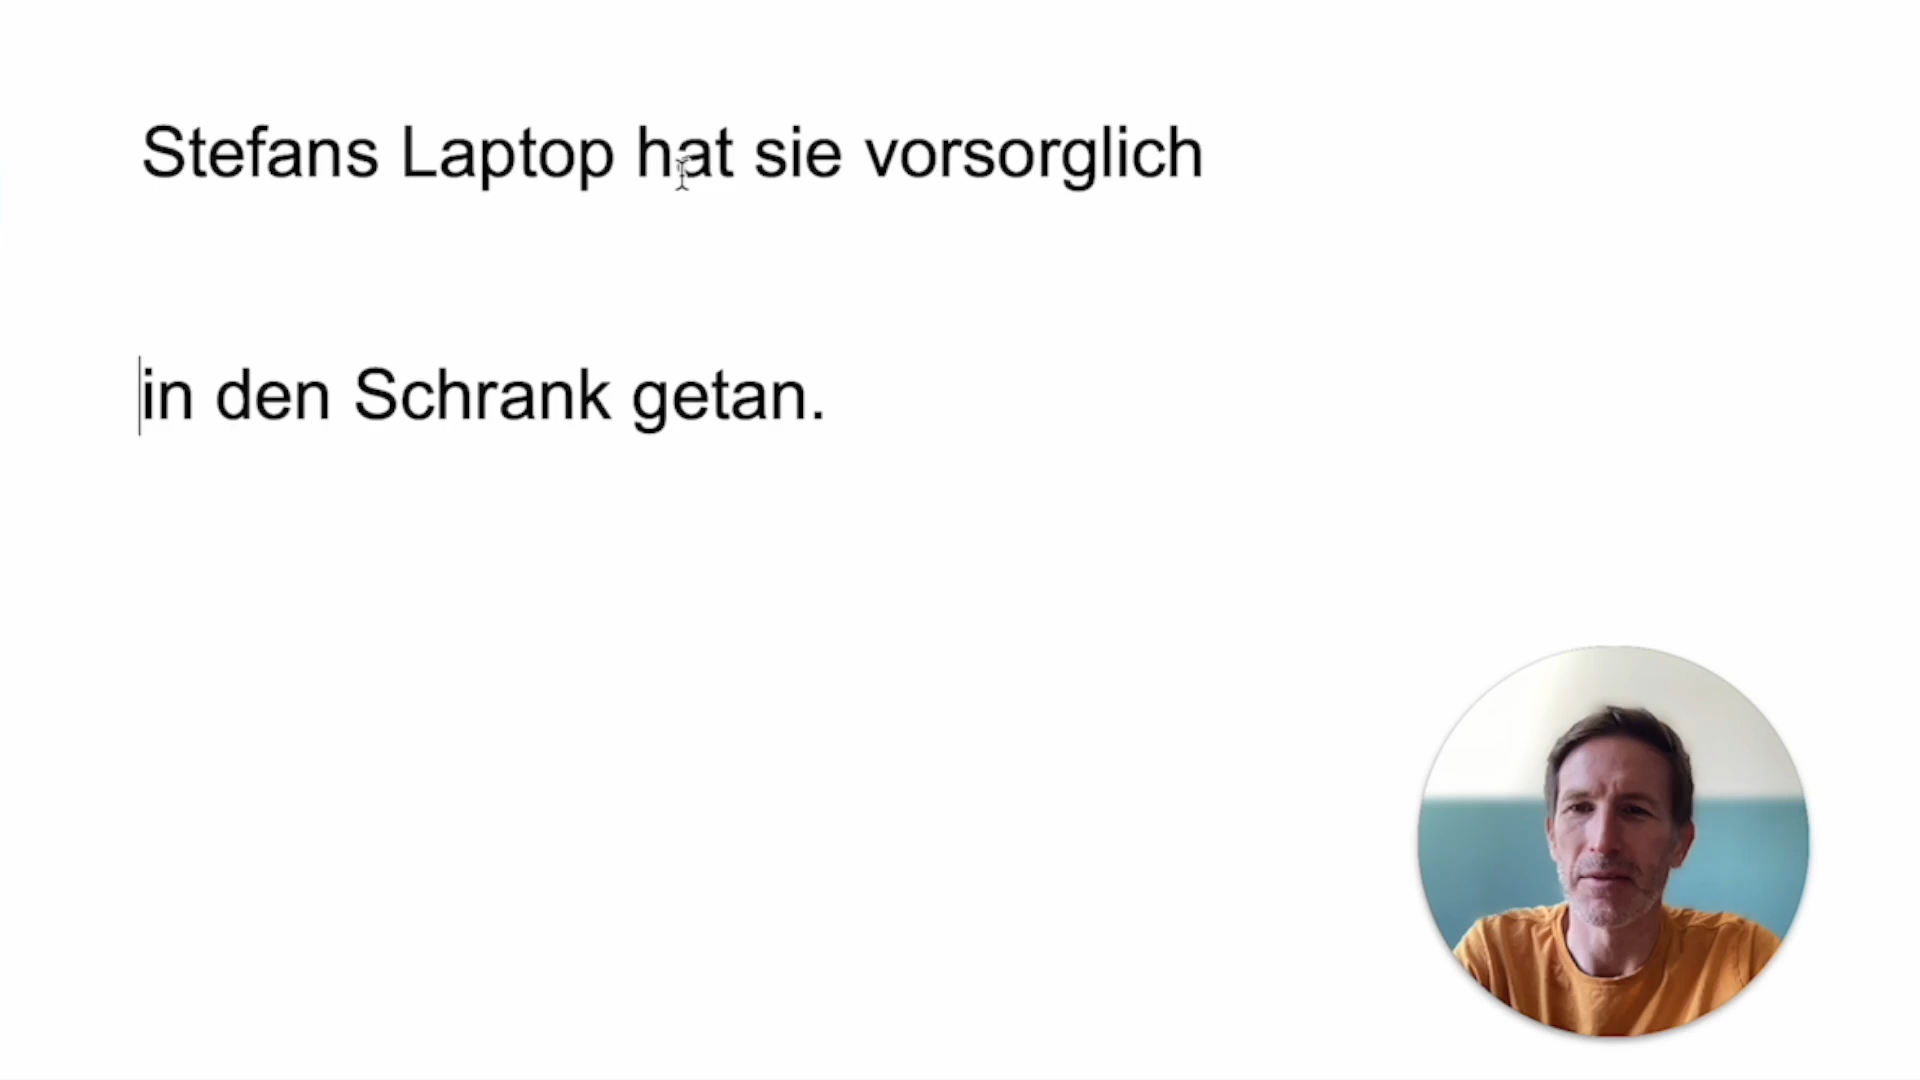 Stefans Laptop hat sie vorsorglich
in den Schrank getan.